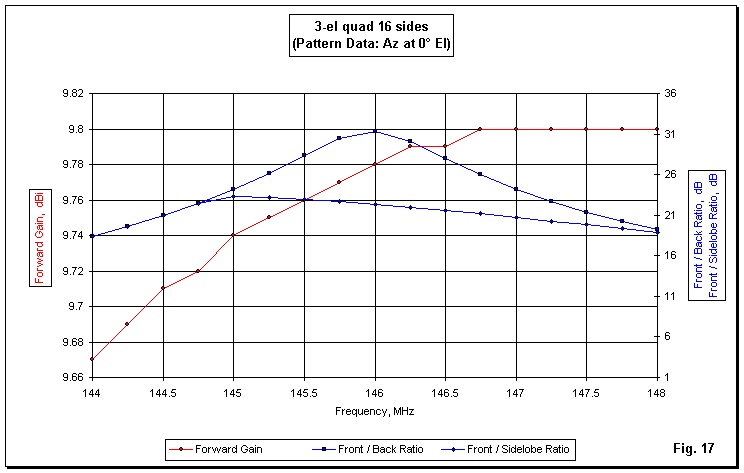 3-el quad 16 sides
(Pattern Data: Az at 0° El)
9.82
9.8
9.78
9.76
9.74
9.72
9.7
9.68
9.66
Forward Gain, dBi
36
31
26
21
16
11
6
1
Front / Back Ratio, dB
Front / Sidelobe Ratio, dB
144
144.5
145
145.5
146
146.5
147
147.5
148
Frequency, MHz
Forward Gain
Front / Back Ratio
Front / Sidelobe Ratio
Fig. 17